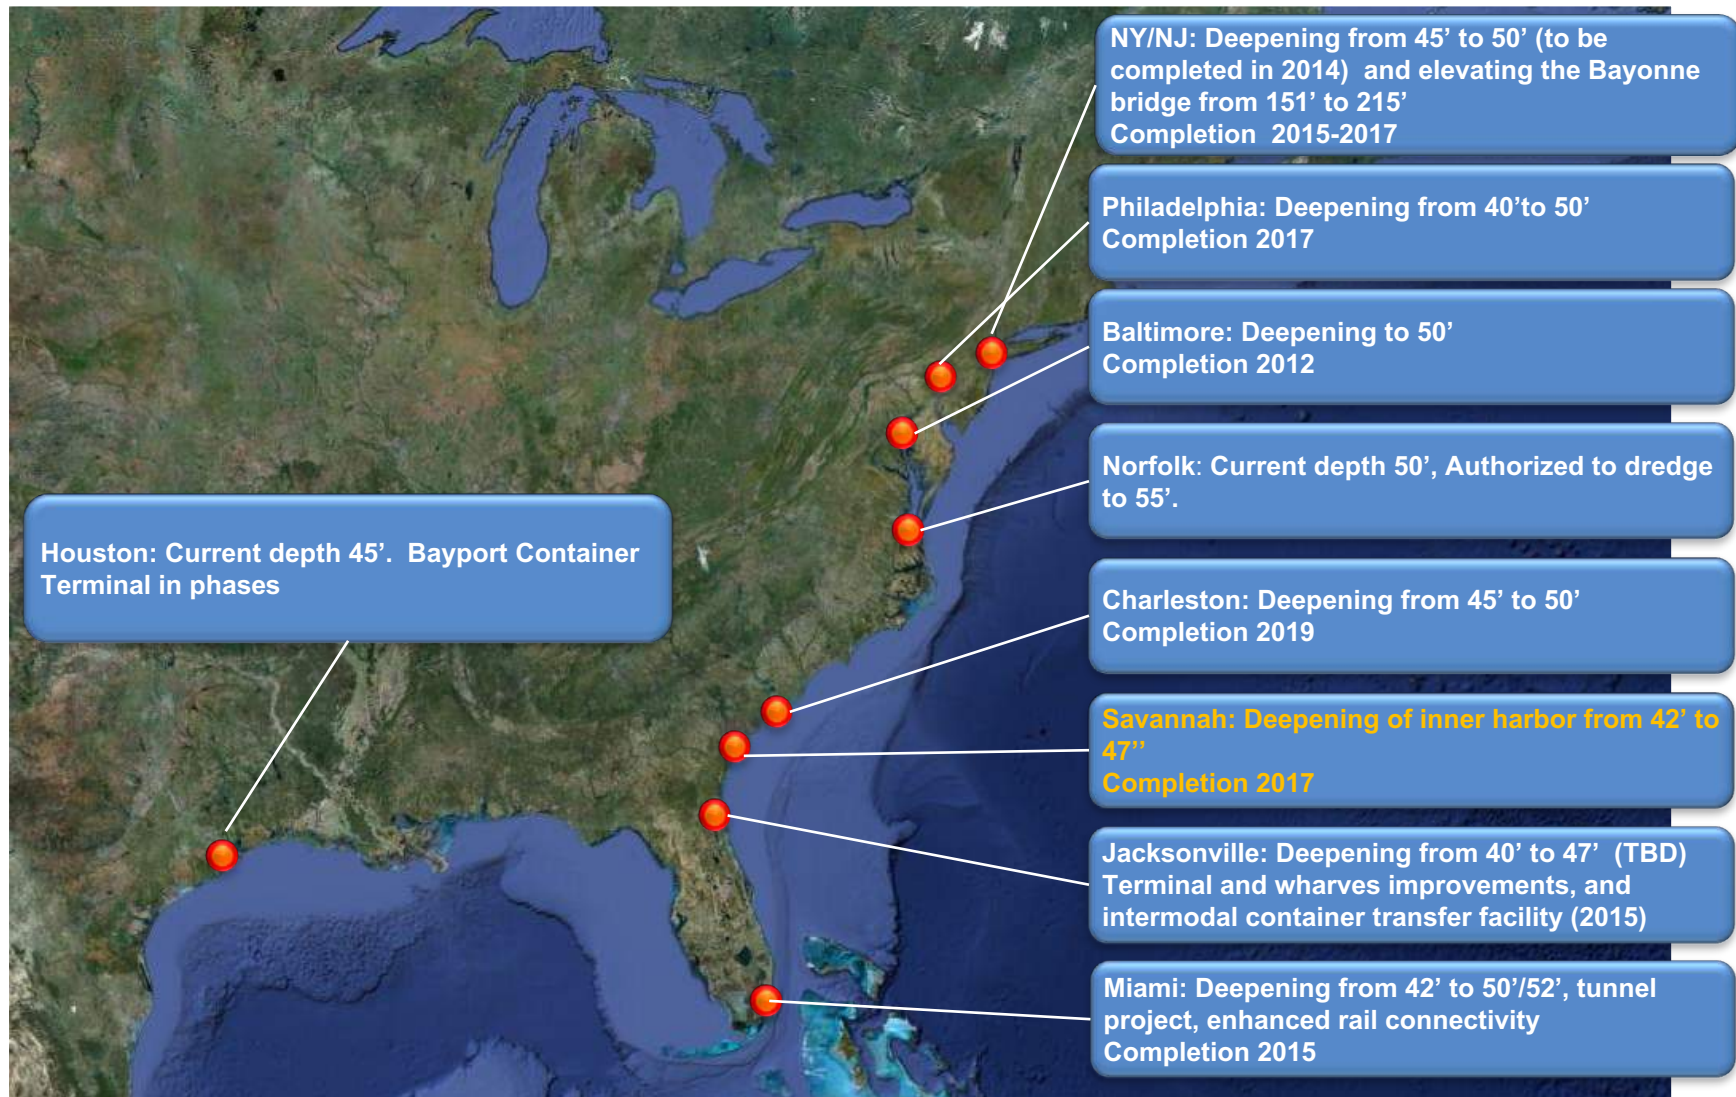 NY/NJ: Deepening from 45’ to 50’ (to be
completed in 2014)  and elevating the Bayonne
bridge from 151’ to 215’
Completion  2015-2017
Philadelphia: Deepening from 40’to 50’
Completion 2017
Baltimore: Deepening to 50’
Completion 2012
Norfolk: Current depth 50’, Authorized to dredge
to 55’.
Houston: Current depth 45’.  Bayport Container
Terminal in phases
Charleston: Deepening from 45’ to 50’
Completion 2019
Savannah: Deepening of inner harbor from 42’ to
47’’
Completion 2017
Jacksonville: Deepening from 40’ to 47’  (TBD)
Terminal and wharves improvements, and
intermodal container transfer facility (2015)
Miami: Deepening from 42’ to 50’/52’, tunnel
project, enhanced rail connectivity
Completion 2015